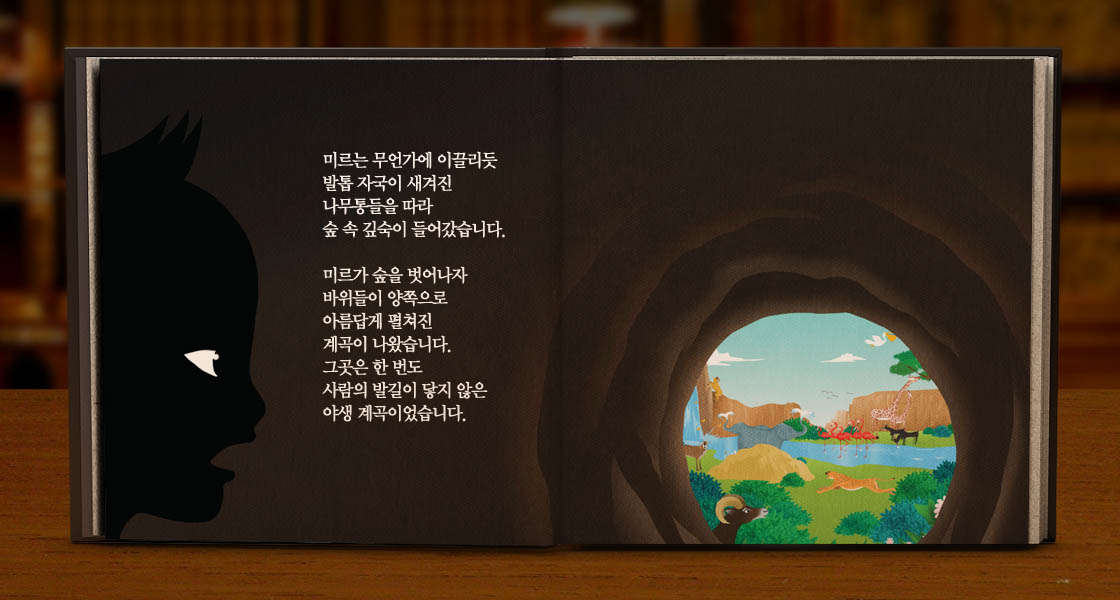 미르는 무언가에 이끌리듯
발톱 자국이 새겨진
나무통들을 따라
숲 속 깊숙이 들어갔습니다.
미르가 숲을 벗어나자
바위들이 양쪽으로
아름답게 펼쳐진
계곡이 나왔습니다.
그곳은 한 번도
사람의 발길이 닿지 않은
야생 계곡이었습니다.